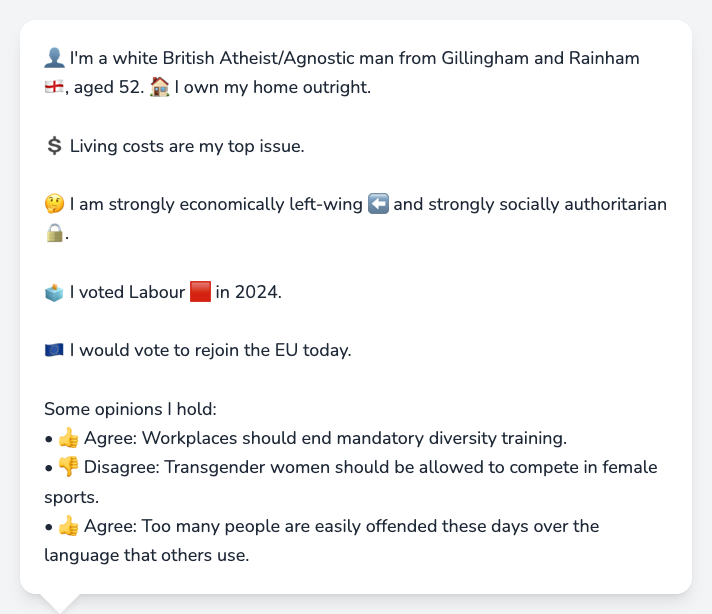 👤 I'm a white British Atheist/Agnostic man from Gillingham and Rainham
🏴󠁧󠁢󠁥󠁮󠁧󠁿, aged 52. 🏠 I own my home outright.
💲 Living costs are my top issue.
🤔 I am strongly economically left-wing ⬅️ and strongly socially authoritarian
🔒.
🗳️ I voted Labour 🟥 in 2024.
🇪🇺 I would vote to rejoin the EU today.
Some opinions I hold:
• 👍 Agree: Workplaces should end mandatory diversity training.
• 👎 Disagree: Transgender women should be allowed to compete in female
sports.
• 👍 Agree: Too many people are easily offended these days over the
language that others use.